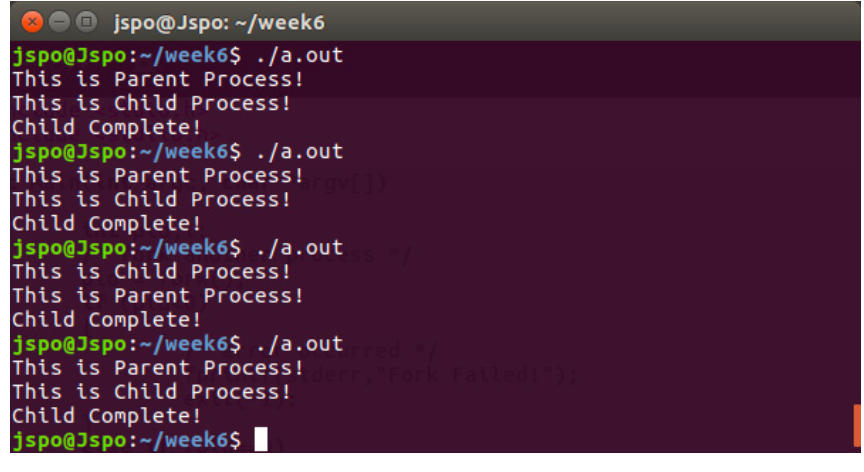 jspo@Jspo: ~/week6
jspo@Jspo:~/week6$ ./a.out
This is Parent Process!
This is Child Process!
Child Complete!
jspo@Jspo:~/week6$ ./a.out
This is Parent Process!
This is Child Process!
Child Complete!
jspo@Jspo:~/week6$ ./a.out
This is Child Process!
This is Parent Process!
Child Complete!
jspo@Jspo:~/week6$ ./a.out
This is Parent Process!
This is Child Process!
Child Complete!
jspo@Jspo:~/week6$